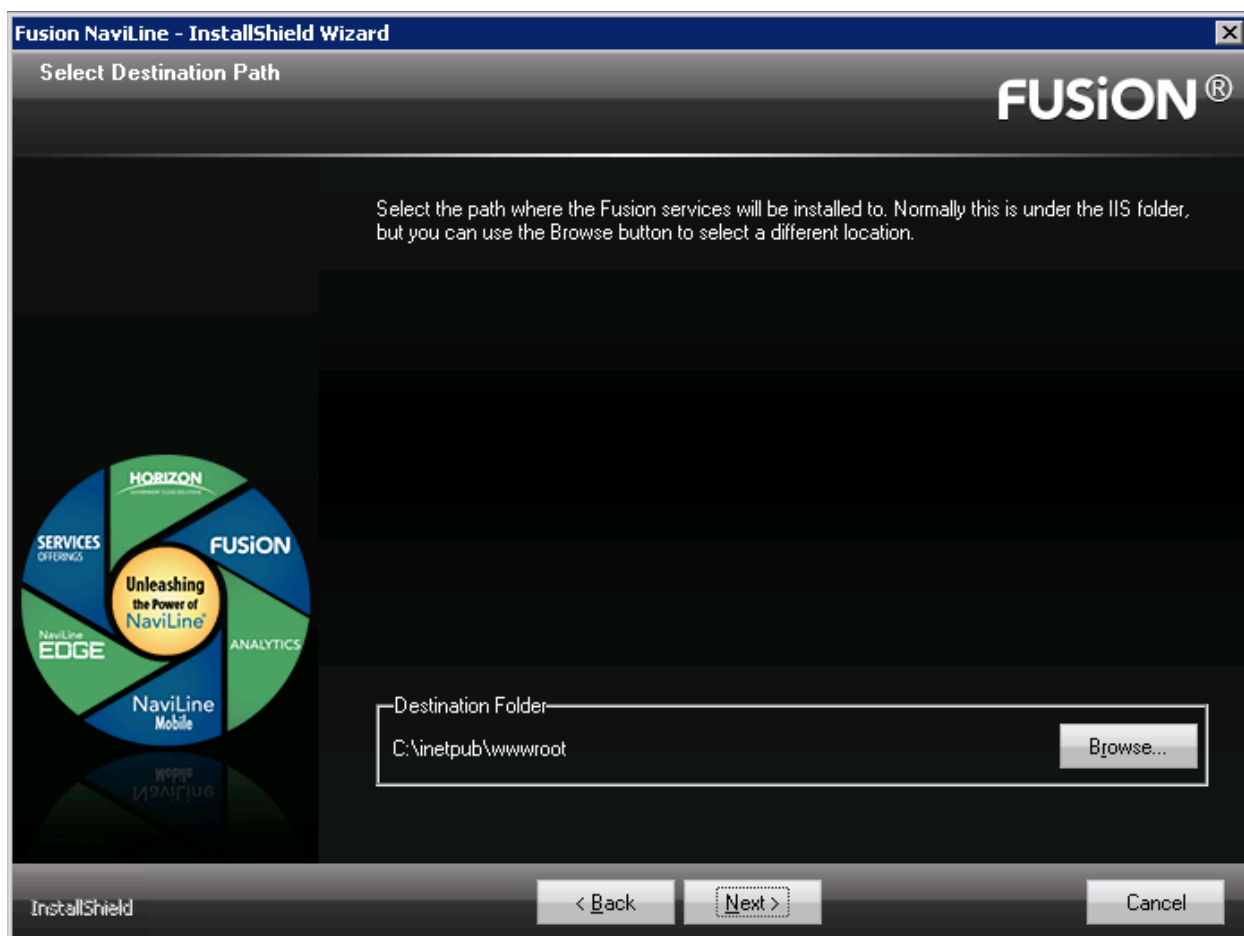 Fusion NaviLine - InstallShield Wizard
Select Destination Path
FUSiON®
Select the path where the Fusion services will be installed to. Normally this is under the IIS folder,
but you can use the Browse button to select a different location.
HORIZON
SERVICES
OFFERINGS
FUSiON
Unleashing
the Power of
NaviLine®
NaviLine
EDGE
ANALYTICS
NaviLine
Mobile
Destination Folder
C:\inetpub\wwwroot
Browse...
InstallShield
< Back
Next >
Cancel